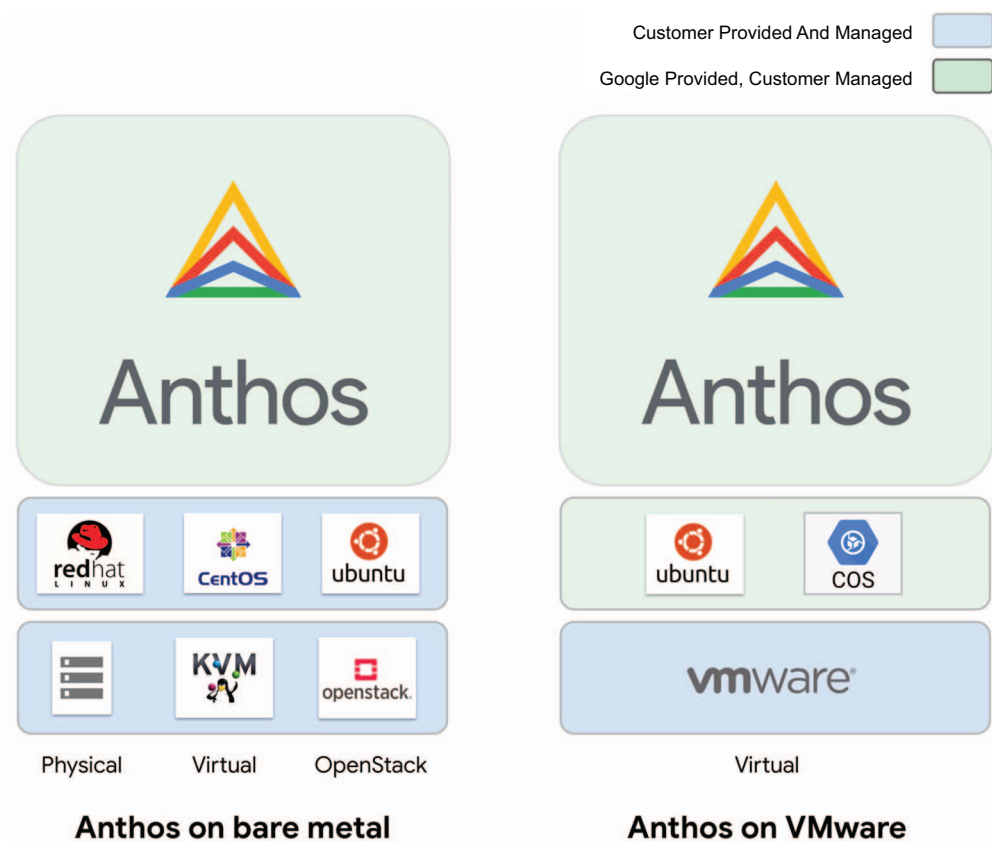 Customer Provided And Managed
Google Provided, Customer Managed
Anthos
Anthos
redhat
LINUX
CentOS
ubuntu
ubuntu
COS
KVM
openstack.
vmware®
Physical
Virtual
OpenStack
Virtual
Anthos on bare metal
Anthos on VMware